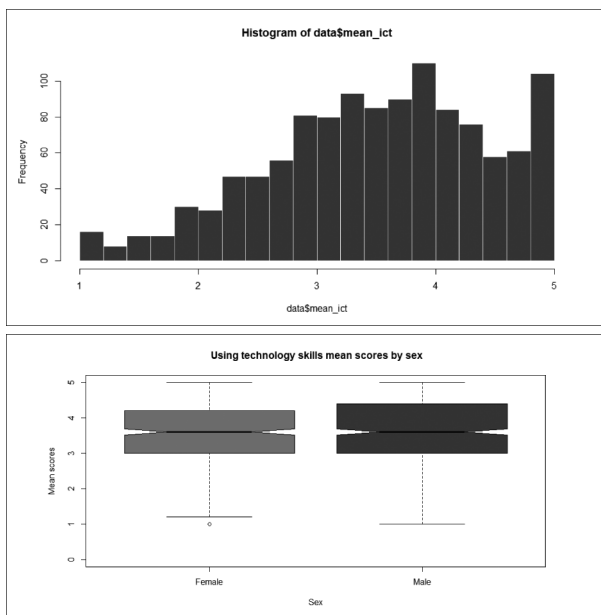 Histogram of data$mean_ict
Frequency
0
20
40
60
80
100
1
2
3
4
5
data$mean_ict
Using technology skills mean scores by sex
Mean scores
0
1
2
3
4
5
Female
Male
Sex